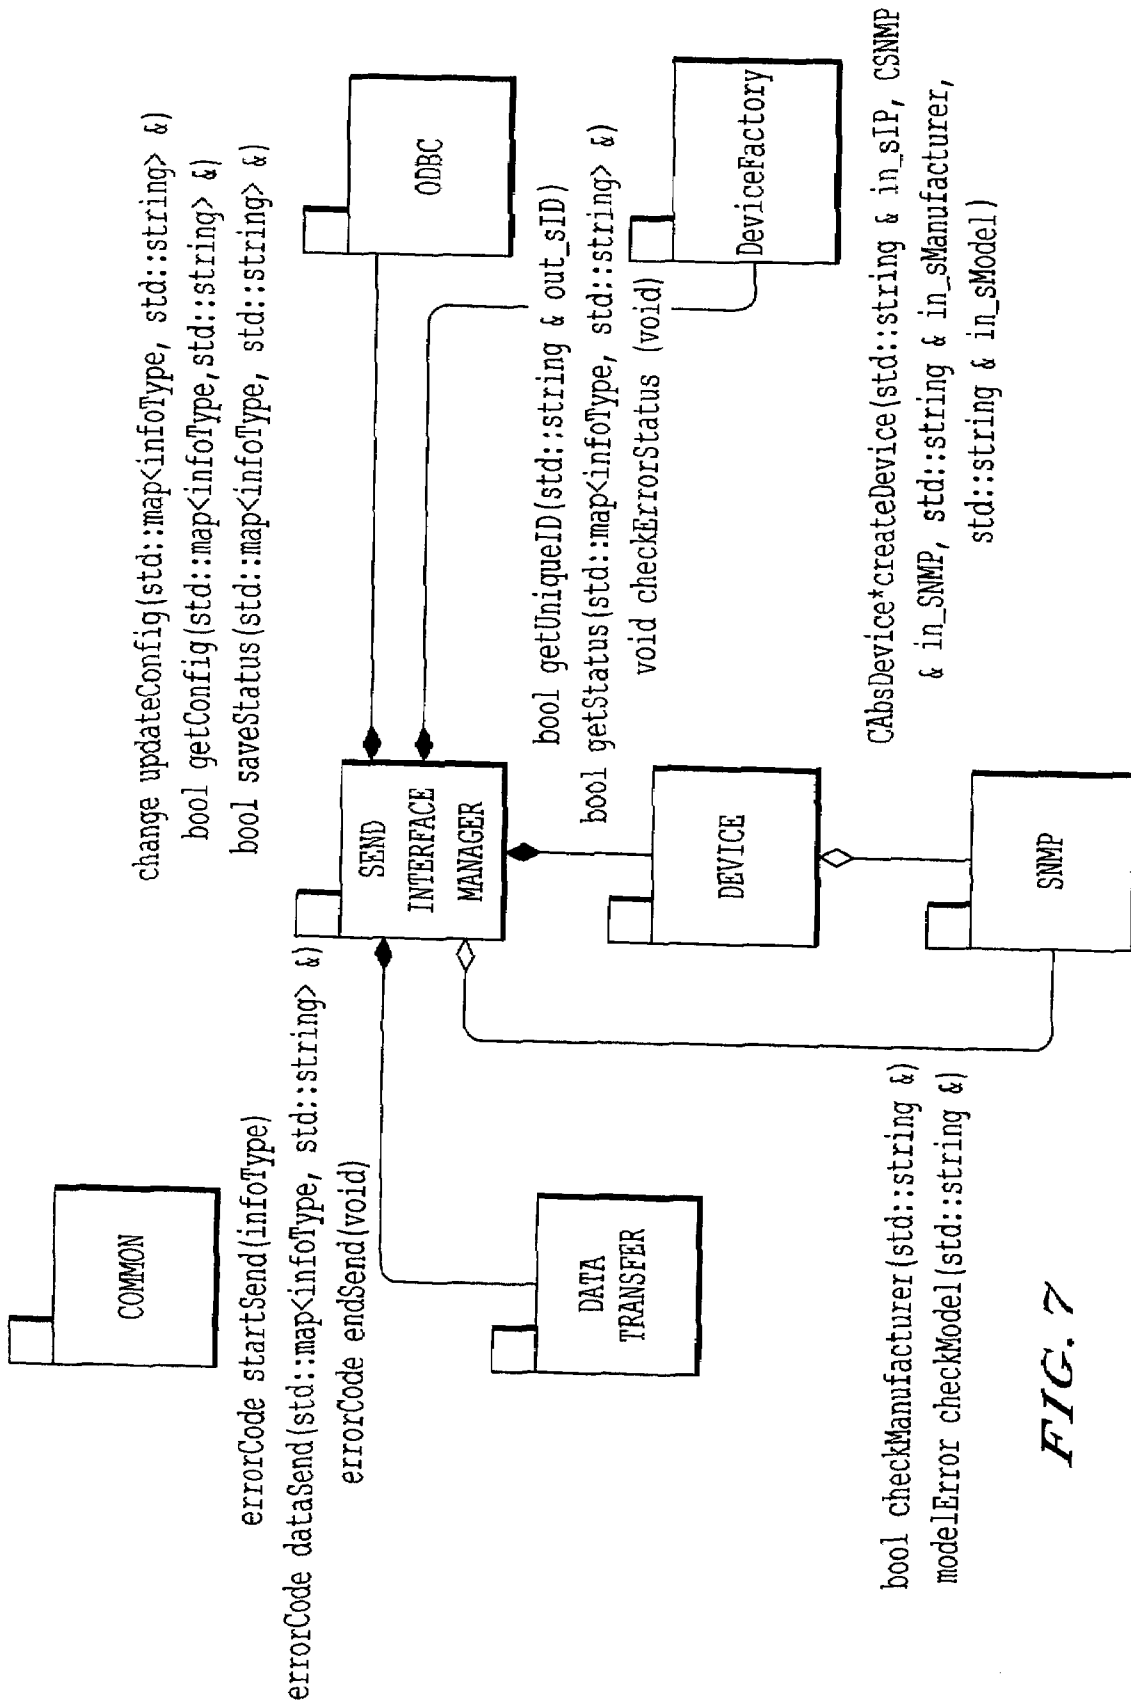 COMMON
errorCode startSend(infoType)
errorCode dataSend(std::map<infoType, std::string> &)
errorCode endSend(void)
change updateConfig(std::map<infoType, std::string> &)
bool getConfig(std::map<infoType,std::string> &)
bool saveStatus(std::map<infoType, std::string> &)
SEND
INTERFACE
MANAGER
ODBC
DATA
TRANSFER
bool getUniqueID(std::string & out_sID)
bool getStatus(std::map<infoType, std::string> &)
void checkErrorStatus (void)
DEVICE
DeviceFactory
bool checkManufacturer(std::string &)
modelError checkModel(std::string &)
SNMP
CAbsDevice*createDevice(std::string & in_sIP, CSNMP
& in_SNMP, std::string & in_sManufacturer,
std::string & in_sModel)
FIG. 7